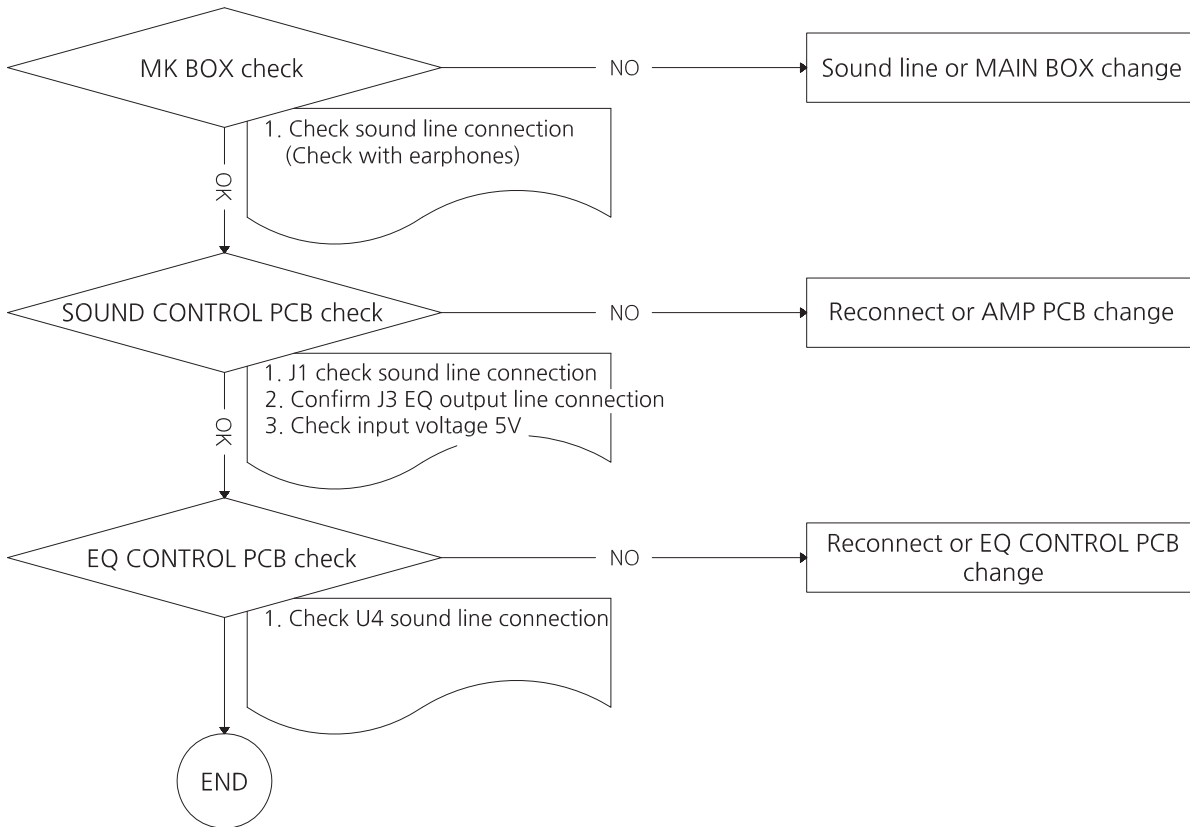 MK BOX check
NO
Sound line or MAIN BOX change
1. Check sound line connection
(Check with earphones)
OK
SOUND CONTROL PCB check
NO
Reconnect or AMP PCB change
1. J1 check sound line connection
2. Confirm J3 EQ output line connection
3. Check input voltage 5V
OK
EQ CONTROL PCB check
NO
Reconnect or EQ CONTROL PCB
change
1. Check U4 sound line connection
END